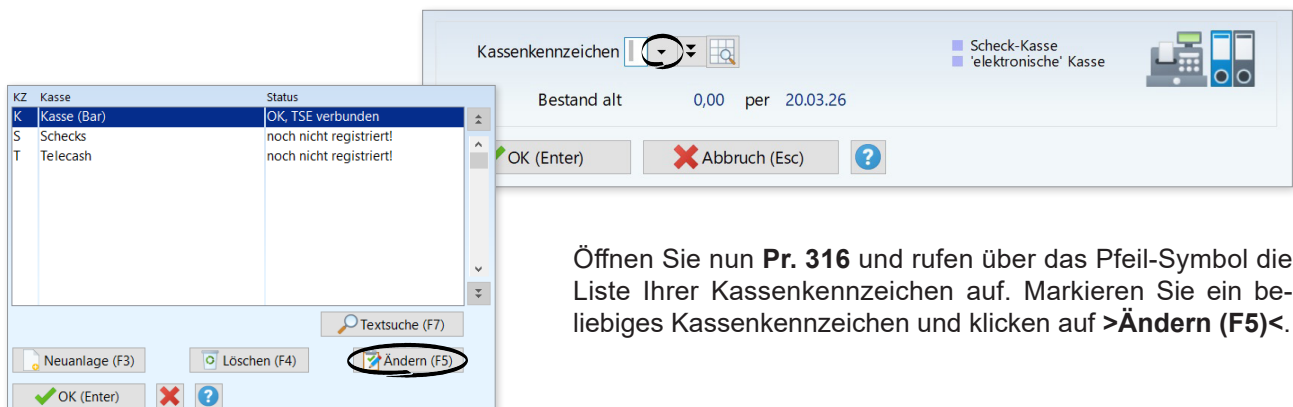 Kassenkennzeichen
Scheck-Kasse
'elektronische' Kasse
Bestand alt 0,00 per 20.03.26
OK (Enter) Abbruch (Esc) ?
KZ Kasse Status
K Kasse (Bar) OK, TSE verbunden
S Schecks noch nicht registriert!
T Telecash noch nicht registriert!
Textsuche (F7)
Neuanlage (F3) Löschen (F4) Ändern (F5)
OK (Enter) ?
Öffnen Sie nun Pr. 316 und rufen über das Pfeil-Symbol die
Liste Ihrer Kassenkennzeichen auf. Markieren Sie ein be-
liebiges Kassenkennzeichen und klicken auf >Ändern (F5)<.